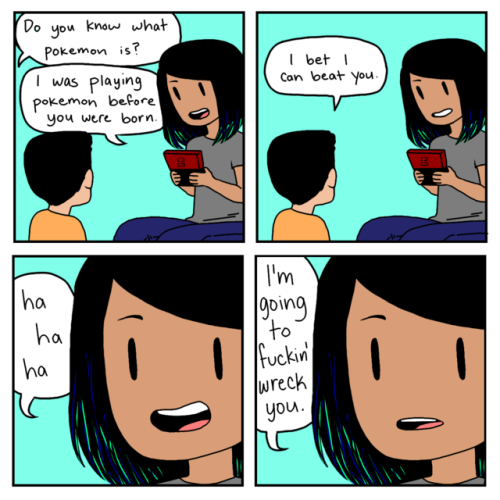 Do you know what
pokemon is?
I was playing
pokemon before
you were born.
I bet I
can beat you.
ha
ha
ha
I'm
going
to
fuckin'
wreck
you.